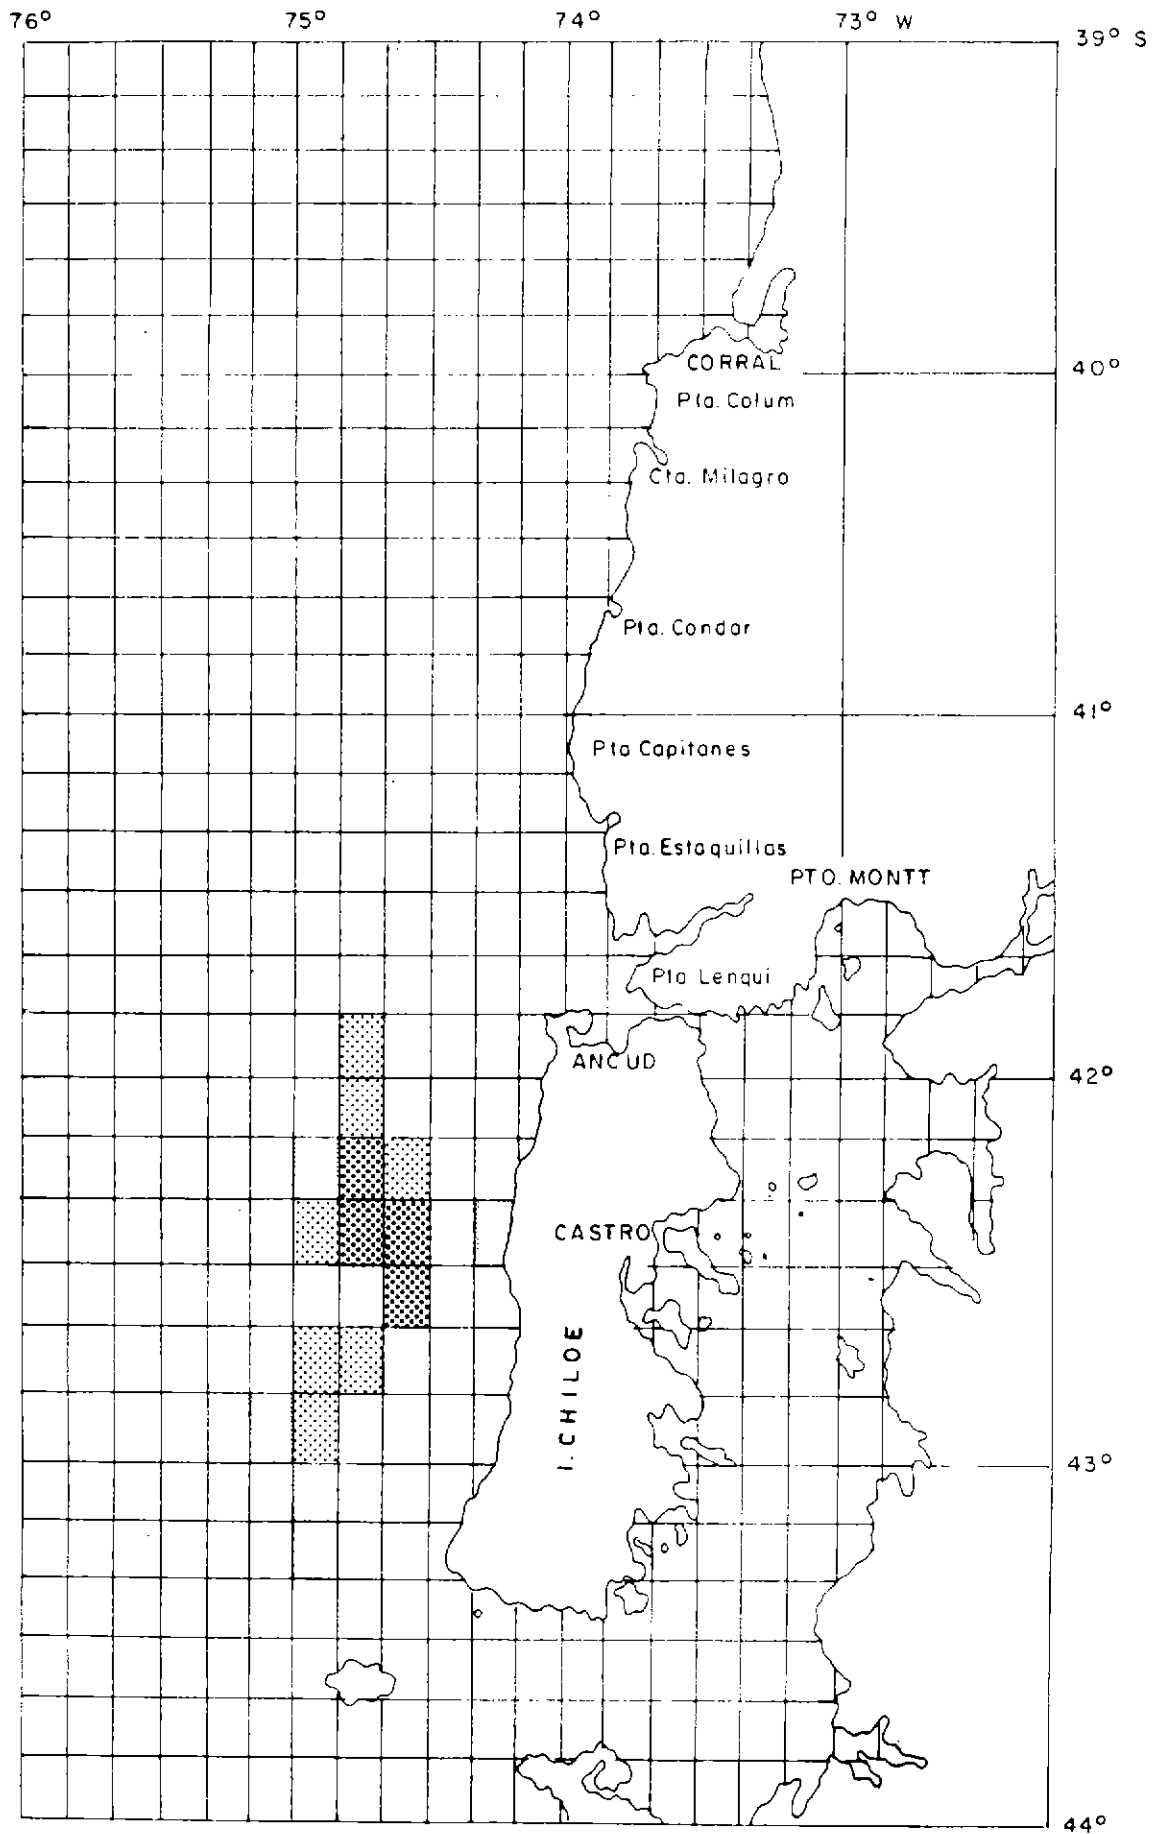 76° 75° 74° 73° W
39° S
CORRAL
40°
Pta. Colum
Cta. Milagro
Pta. Condor
41°
Pta Capitanes
Pta. Estaquillas
PTO. MONTT
Pta Lenqui
ANCUD
42°
CASTRO
I. CHILOE
43°
44°